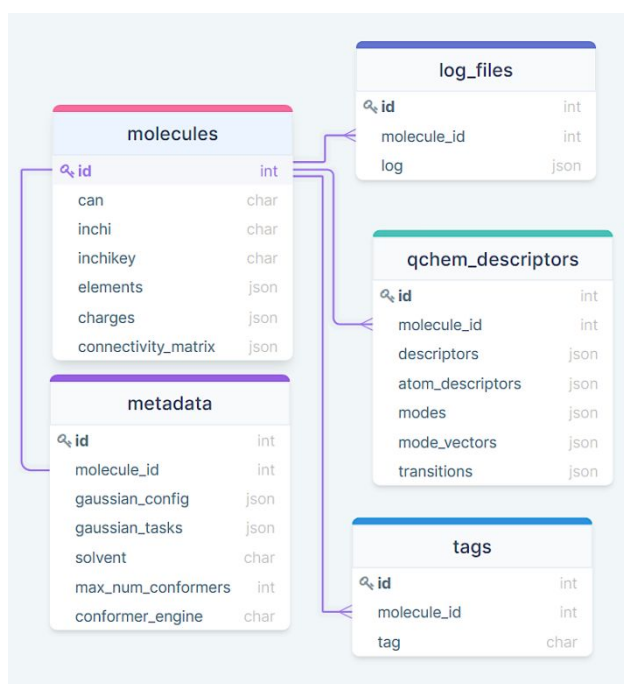 molecules
id int
can char
inchi char
inchikey char
elements json
charges json
connectivity_matrix json
metadata
id int
molecule_id int
gaussian_config json
gaussian_tasks json
solvent char
max_num_conformers int
conformer_engine char
log_files
id int
molecule_id int
log json
qchem_descriptors
id int
molecule_id int
descriptors json
atom_descriptors json
modes json
mode_vectors json
transitions json
tags
id int
molecule_id int
tag char